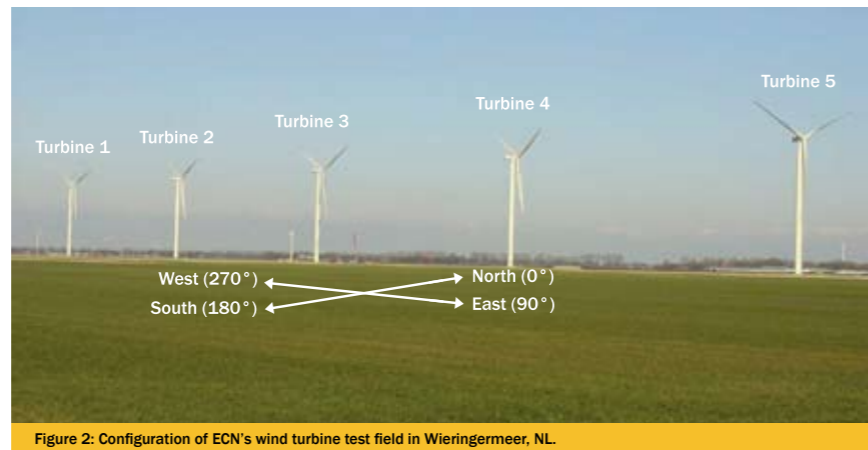 Turbine 1
Turbine 2
Turbine 3
Turbine 4
Turbine 5
West (270°)
North (0°)
South (180°)
East (90°)
Figure 2: Configuration of ECN’s wind turbine test field in Wieringermeer, NL.